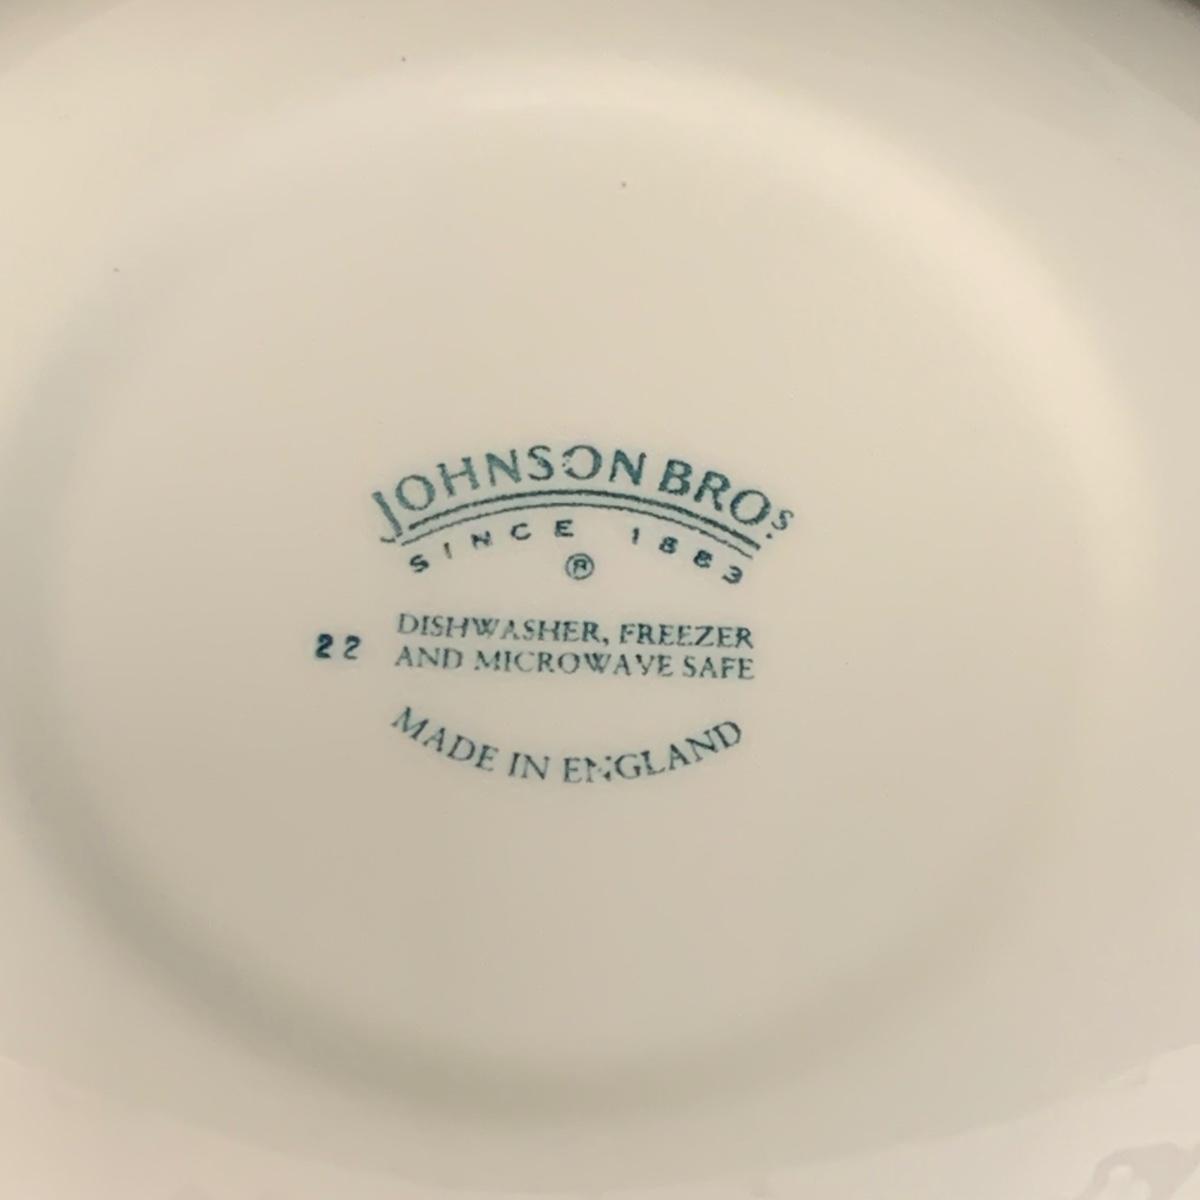 JOHNSON BROS.
SINCE 1883
®
DISHWASHER, FREEZER
22 AND MICROWAVE SAFE
MADE IN ENGLAND